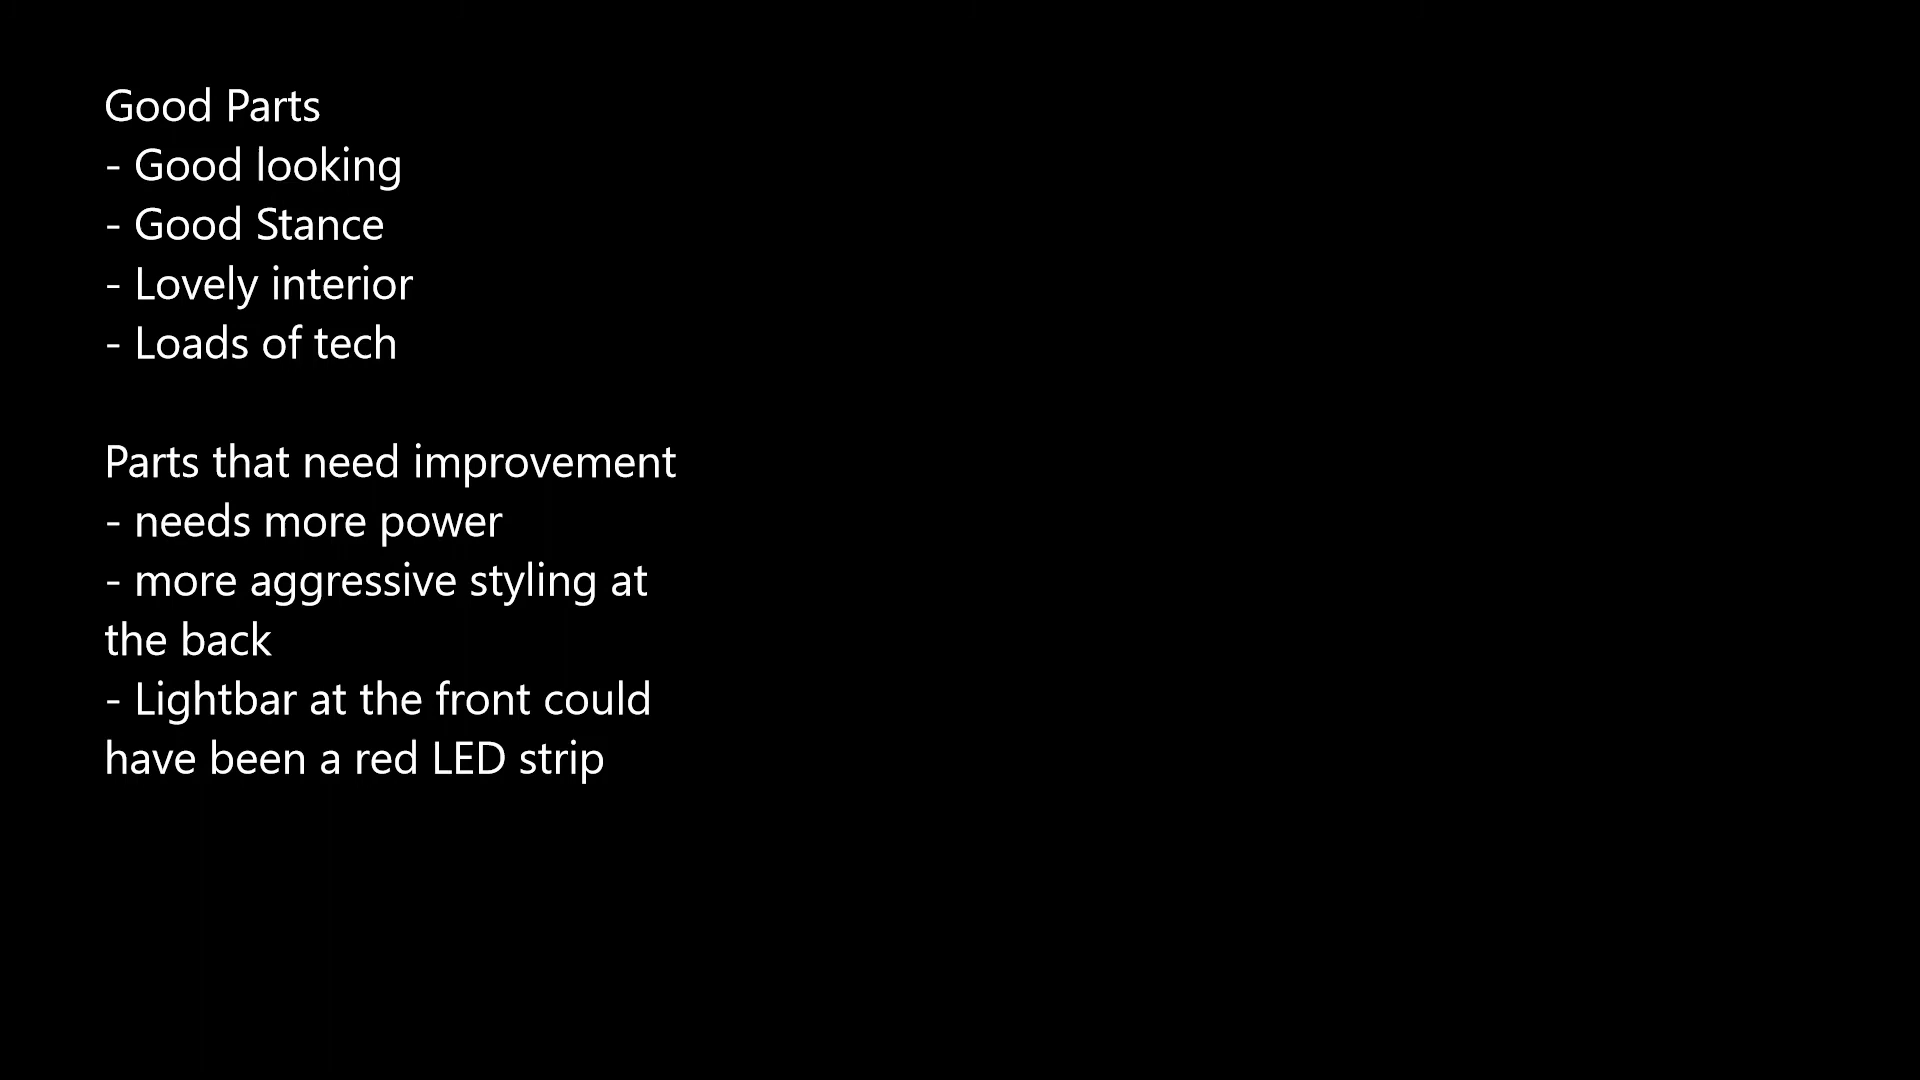 Good Parts
- Good looking
- Good Stance
- Lovely interior
- Loads of tech
Parts that need improvement
- needs more power
- more aggressive styling at
the back
- Lightbar at the front could
have been a red LED strip